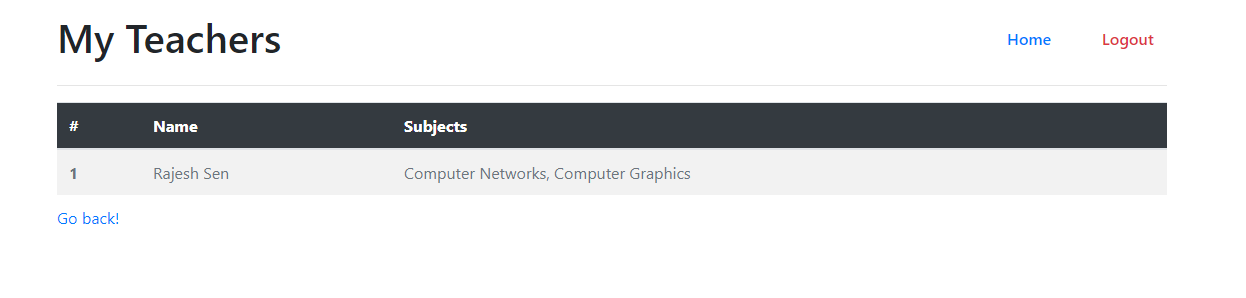 My Teachers Home Logout
# Name Subjects
1 Rajesh Sen Computer Networks, Computer Graphics
Go back!